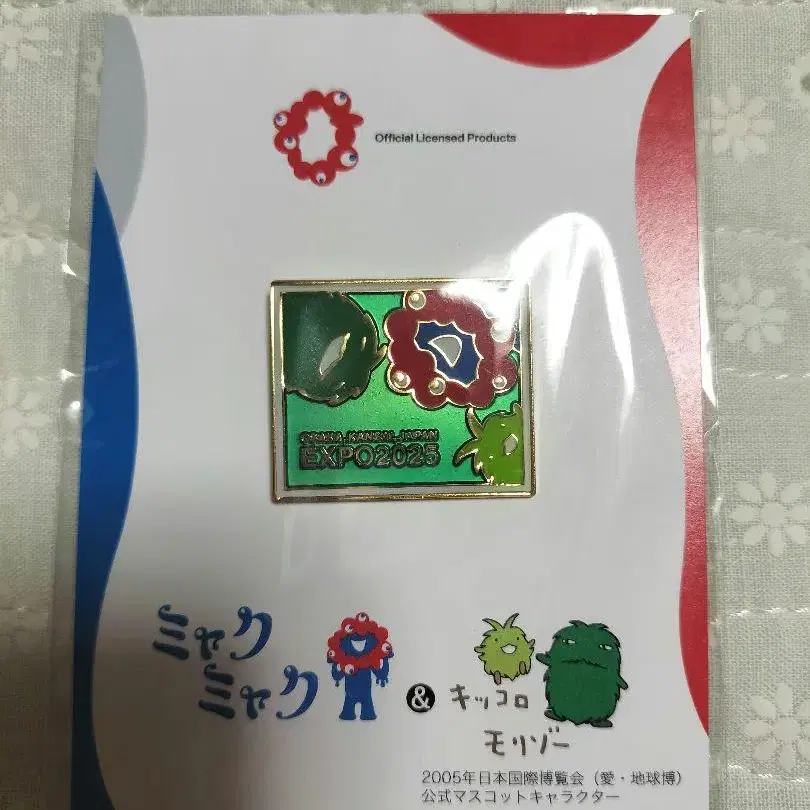 Official Licensed Products
OSAKA, KANSAI, JAPAN
EXPO2025
ミャク
ミャク
&
キッコロ
モリゾー
2005年日本国際博覧会（愛・地球博）
公式マスコットキャラクター